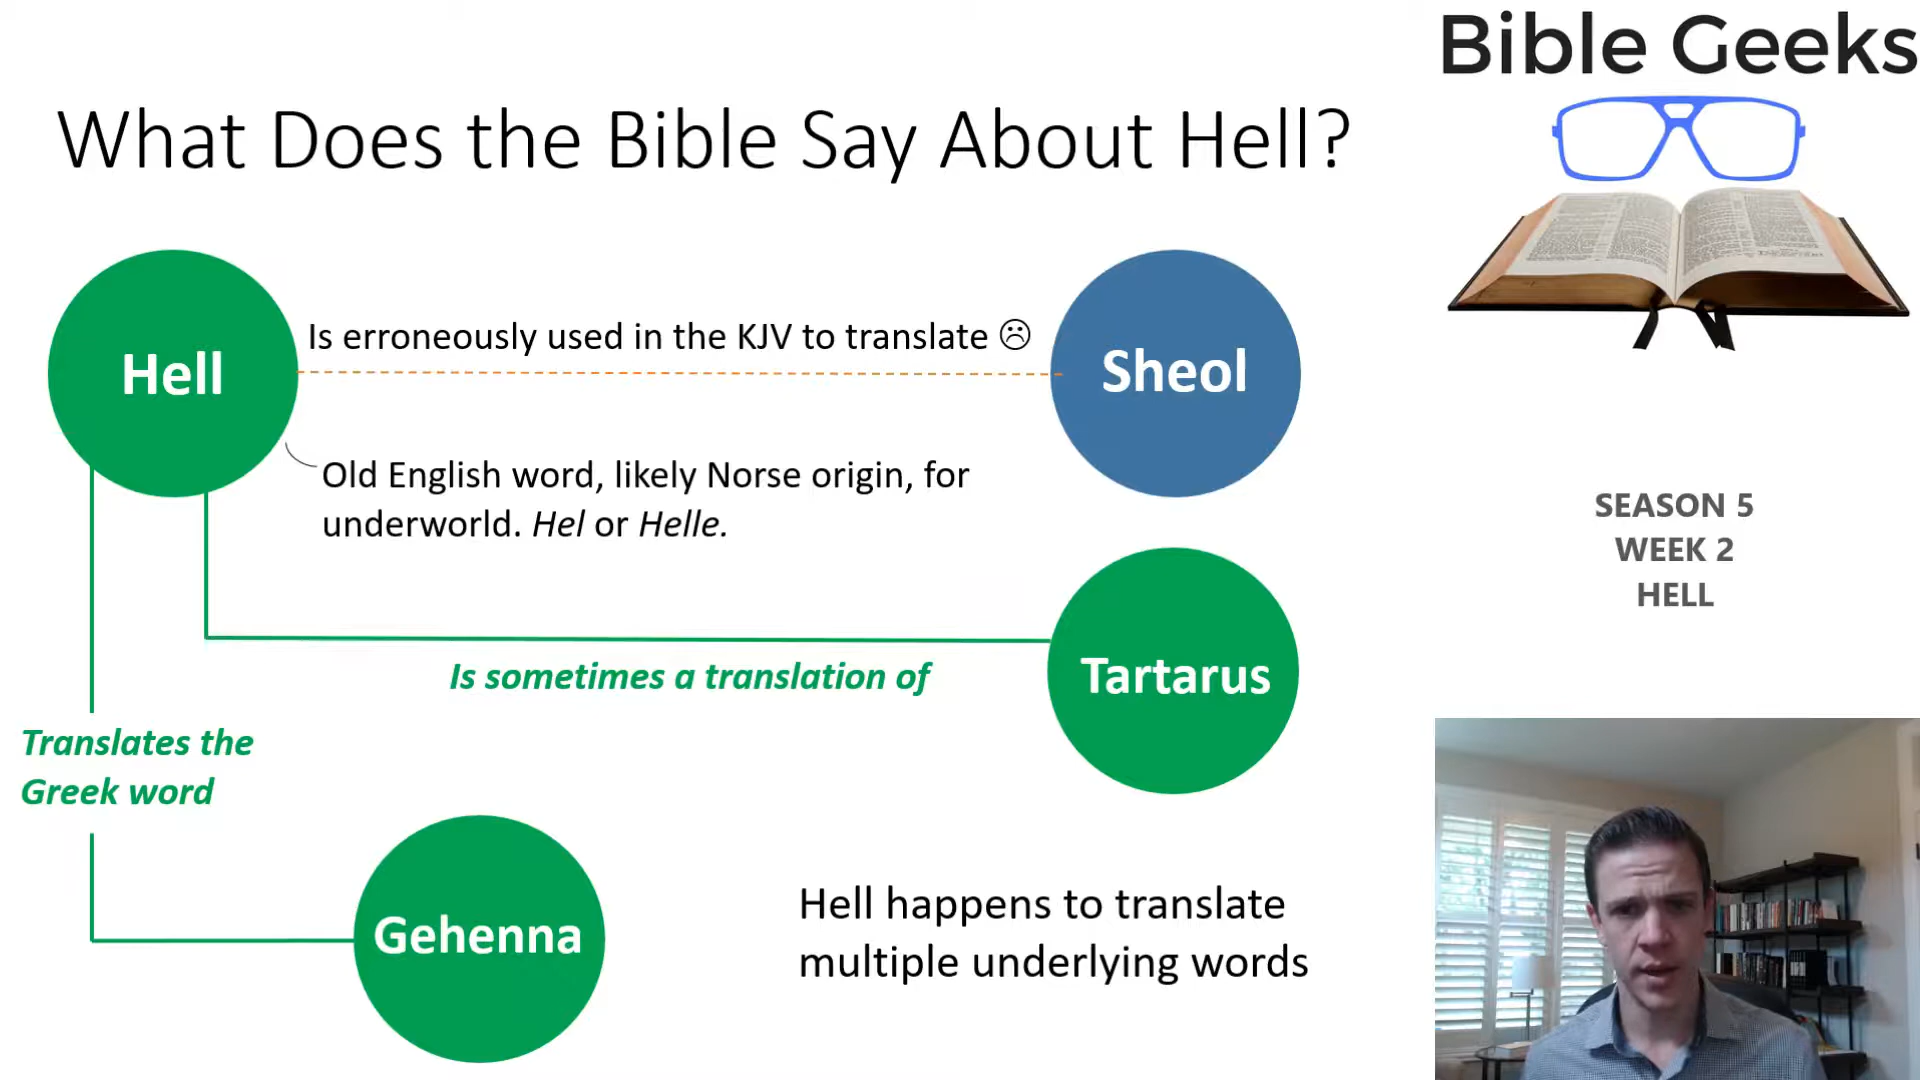 Bible Geeks
What Does the Bible Say About Hell?
Hell
Is erroneously used in the KJV to translate ☹
Sheol
Old English word, likely Norse origin, for
underworld. Hel or Helle.
SEASON 5
WEEK 2
HELL
Is sometimes a translation of
Tartarus
Translates the
Greek word
Gehenna
Hell happens to translate
multiple underlying words